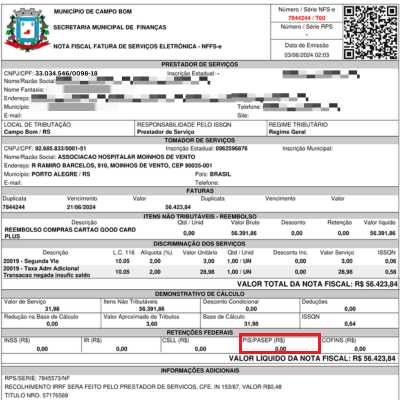 MUNICÍPIO DE CAMPO BOM
SECRETARIA MUNICIPAL DE FINANÇAS
NOTA FISCAL FATURA DE SERVIÇOS ELETRÔNICA - NFFS-e
Número / Série NFS-e
7844244 / T00
Número / Série RPS
-
Data de Emissão
03/06/2024 02:03
PRESTADOR DE SERVIÇOS
CNPJ/CPF: 33.034.546/0098-18 Inscrição Estadual: -
Nome/Razão Social:
Nome Fantasia:
Endereço:
Município: Telefone:
E-mail: Site:
LOCAL DE TRIBUTAÇÃO RESPONSABILIDADE PELO ISSQN REGIME TRIBUTÁRIO
Campo Bom / RS Prestador de Serviço Regime Geral
TOMADOR DE SERVIÇOS
CNPJ/CPF: 92.685.833/0001-51 Inscrição Estadual: 0962596876
Nome/Razão Social: ASSOCIACAO HOSPITALAR MOINHOS DE VENTO
Endereço: R RAMIRO BARCELOS, 910, MOINHOS DE VENTO, CEP 90035-001
Município: PORTO ALEGRE / RS País: BRASIL
E-mail: Telefone:
FATURAS
Duplicata Vencimento Valor Duplicata Vencimento Valor
7844244 21/06/2024 56.423,84
ITENS NÃO TRIBUTÁVEIS - REEMBOLSO
Descrição Qtd / Unid Valor Bruto Desconto Retenção Valor líquido
REEMBOLSO COMPRAS CARTAO GOOD CARD PLUS 0,00 56.391,86 0,00 0,00 56.391,86
DISCRIMINAÇÃO DOS SERVIÇOS
Descrição L.C. 116 Alíquota (%) Valor Unitário Qtd / Unit Desconto Inc. Valor Serviço ISSQN
20019 - Segunda Via 10.05 2,00 3,00 1,00 / UN 0,00 3,00 0,06
20019 - Taxa Adm Adicional Transacao negada insufic saldo 10.05 2,00 28,98 1,00 / UN 0,00 28,98 0,58
VALOR TOTAL DA NOTA FISCAL: R$ 56.423,84
DEMONSTRATIVO DE CÁLCULO
Valor de Serviço Itens Não Tributáveis Desconto Condicional Deduções
31,98 56.391,86 0,00 0,00
Redução na Base de Cálculo Valor Aproximado de Tributos Base de Cálculo ISSQN
0,00 3,60 31,98 0,64
RETENÇÕES FEDERAIS
INSS (R$) IR (R$) CSLL (R$) PIS/PASEP (R$) COFINS (R$)
0,00 0,00 0,00 0,00 0,00
VALOR LÍQUIDO DA NOTA FISCAL: R$ 56.423,84
INFORMAÇÕES ADICIONAIS
RPS/SERIE: 7845573/NF
RECOLHIMENTO IRRF SERA FEITO PELO PRESTADOR DE SERVICOS, CFE. IN 153/87, VALOR R$0,48
TITULO NRO. 57176569